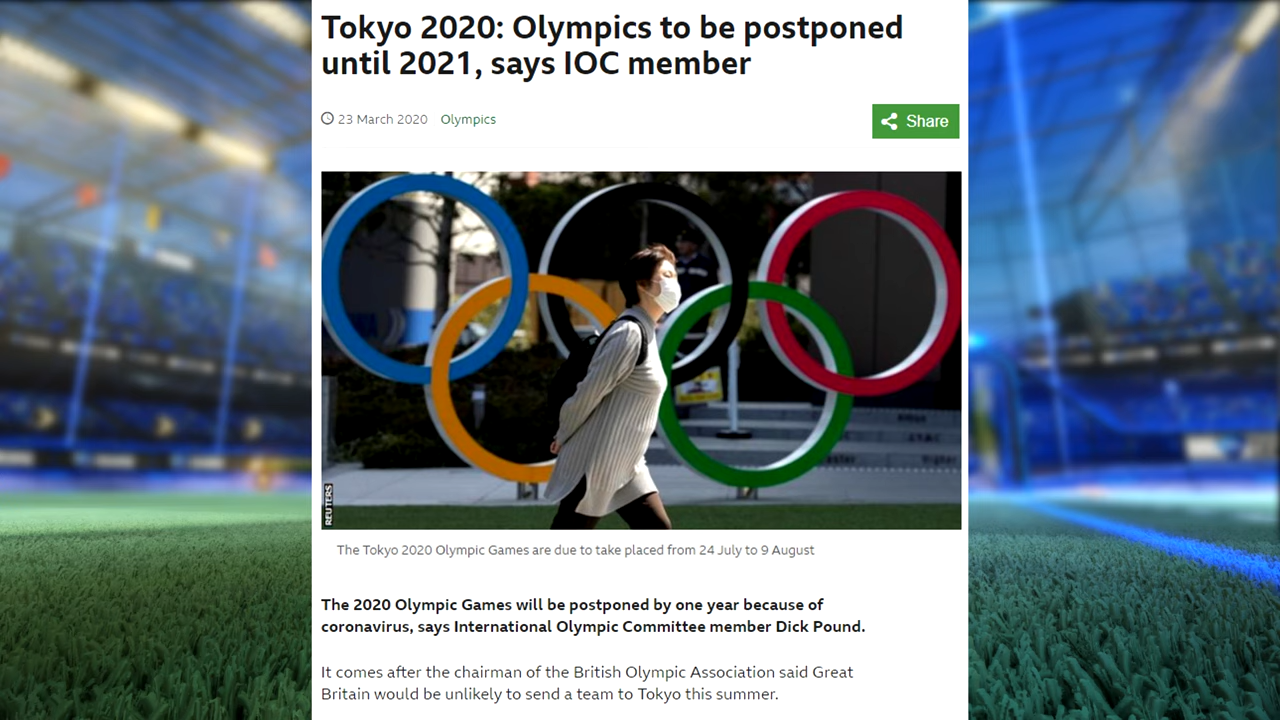 Tokyo 2020: Olympics to be postponed
until 2021, says IOC member
23 March 2020 Olympics
Share
REUTERS
The Tokyo 2020 Olympic Games are due to take placed from 24 July to 9 August
The 2020 Olympic Games will be postponed by one year because of
coronavirus, says International Olympic Committee member Dick Pound.
It comes after the chairman of the British Olympic Association said Great
Britain would be unlikely to send a team to Tokyo this summer.